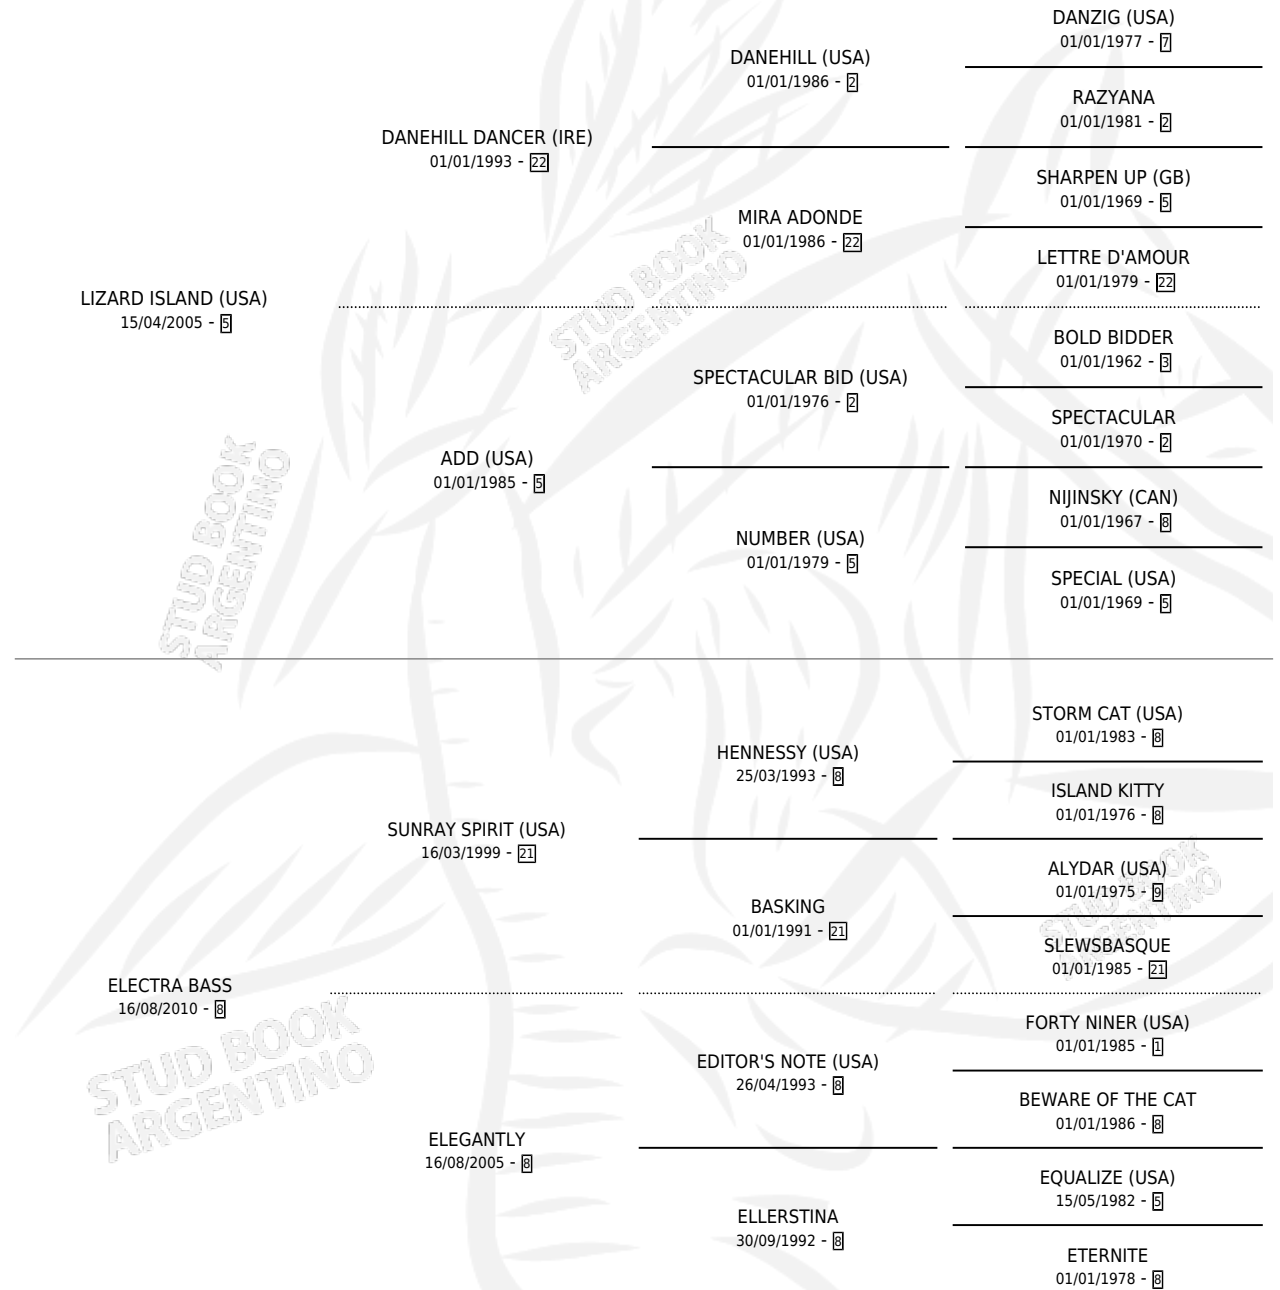 DANZIG (USA)
01/01/1977 - 7
DANEHILL (USA)
01/01/1986 - 2
RAZYANA
01/01/1981 - 2
DANEHILL DANCER (IRE)
01/01/1993 - 22
SHARPEN UP (GB)
01/01/1969 - 5
MIRA ADONDE
01/01/1986 - 22
LETTRE D'AMOUR
01/01/1979 - 22
LIZARD ISLAND (USA)
15/04/2005 - 5
BOLD BIDDER
01/01/1962 - 3
SPECTACULAR BID (USA)
01/01/1976 - 2
SPECTACULAR
01/01/1970 - 2
ADD (USA)
01/01/1985 - 5
NIJINSKY (CAN)
01/01/1967 - 8
NUMBER (USA)
01/01/1979 - 5
SPECIAL (USA)
01/01/1969 - 5
STORM CAT (USA)
01/01/1983 - 8
HENNESSY (USA)
25/03/1993 - 8
ISLAND KITTY
01/01/1976 - 8
SUNRAY SPIRIT (USA)
16/03/1999 - 21
ALYDAR (USA)
01/01/1975 - 9
BASKING
01/01/1991 - 21
SLEWSBASQUE
01/01/1985 - 21
ELECTRA BASS
16/08/2010 - 8
FORTY NINER (USA)
01/01/1985 - 1
EDITOR'S NOTE (USA)
26/04/1993 - 8
BEWARE OF THE CAT
01/01/1986 - 8
ELEGANTLY
16/08/2005 - 8
EQUALIZE (USA)
15/05/1982 - 5
ELLERSTINA
30/09/1992 - 8
ETERNITE
01/01/1978 - 8
STUD BOOK
ARGENTINO
STUD BOOK
ARGENTINO
STUD BOOK
ARGENTINO
STUD BOOK
ARGENTINO